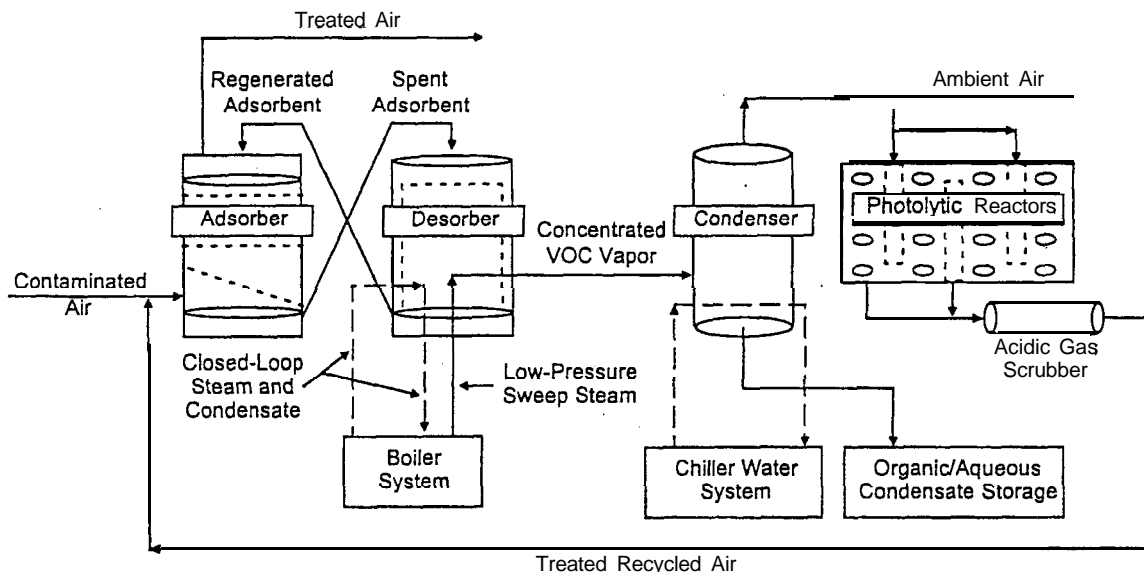 Treated Air
Regenerated
Adsorbent
Spent
Adsorbent
Ambient Air
Adsorber
Desorber
Condenser
Photolytic Reactors
Concentrated
VOC Vapor
Contaminated
Air
Closed-Loop
Steam and
Condensate
Low-Pressure
Sweep Steam
Acidic Gas
Scrubber
Boiler
System
Chiller Water
System
Organic/Aqueous
Condensate Storage
Treated Recycled Air